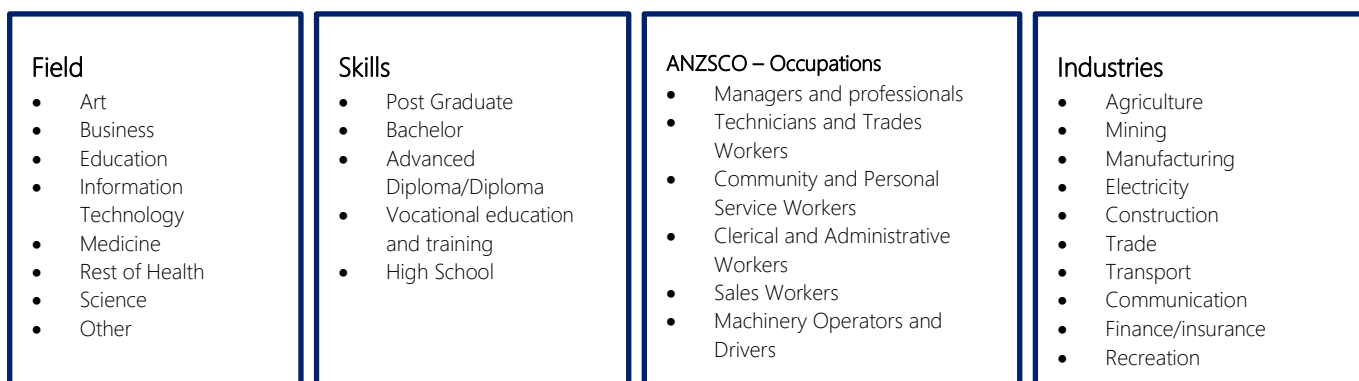 Field
• Art
• Business
• Education
• Information
Technology
• Medicine
• Rest of Health
• Science
• Other
Skills
• Post Graduate
• Bachelor
• Advanced
Diploma/Diploma
• Vocational education
and training
• High School
ANZSCO – Occupations
• Managers and professionals
• Technicians and Trades
Workers
• Community and Personal
Service Workers
• Clerical and Administrative
Workers
• Sales Workers
• Machinery Operators and
Drivers
Industries
• Agriculture
• Mining
• Manufacturing
• Electricity
• Construction
• Trade
• Transport
• Communication
• Finance/insurance
• Recreation